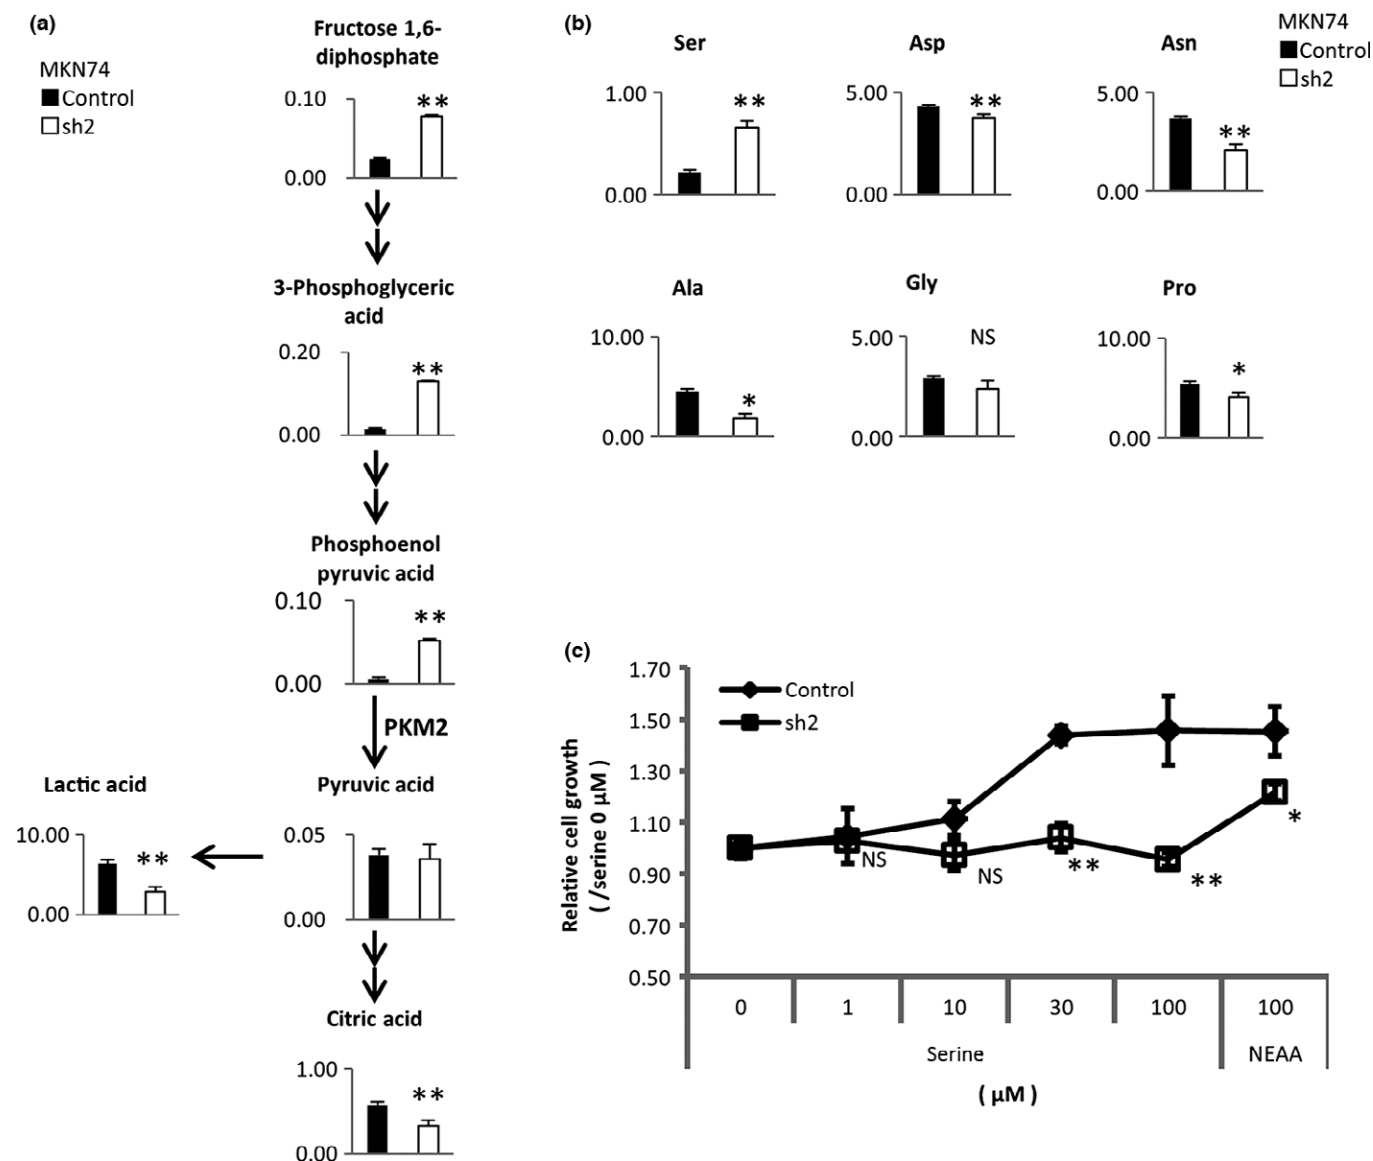 (a)
MKN74
Control
sh2
Fructose 1,6-
diphosphate
0.10
**
0.00
3-Phosphoglyceric
acid
0.20
**
0.00
Phosphoenol
pyruvic acid
0.10
**
0.00
PKM2
Lactic acid
10.00
**
0.00
Pyruvic acid
0.05
0.00
Citric acid
1.00
**
0.00
(b)
MKN74
Control
sh2
Ser
1.00
**
0.00
Asp
5.00
**
0.00
Asn
5.00
**
0.00
Ala
10.00
*
0.00
Gly
5.00
NS
0.00
Pro
10.00
*
0.00
(c)
Relative cell growth
( /serine 0 µM )
1.70
1.50
1.30
1.10
0.90
0.70
0.50
Control
sh2
NS
NS
**
**
*
0 1 10 30 100 100
Serine NEAA
( µM )